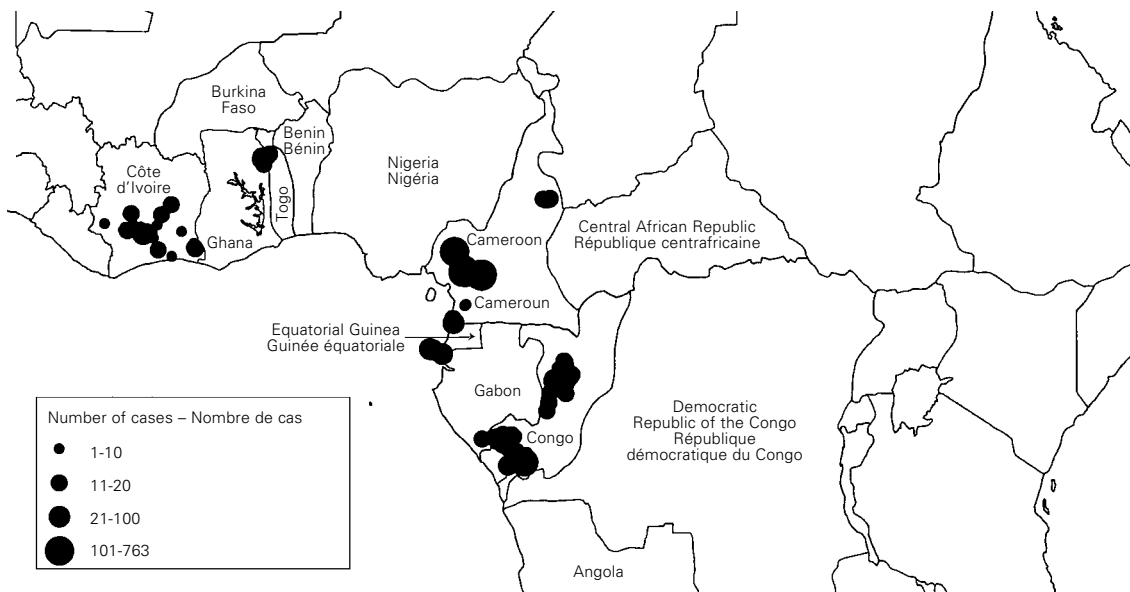 Burkina
Faso
Benin
Bénin
Nigeria
Nigéria
Côte
d'Ivoire
Togo
Ghana
Cameroon
Central African Republic
République centrafricaine
Cameroun
Equatorial Guinea
Guinée équatoriale
Gabon
Congo
Democratic
Republic of the Congo
République
démocratique du Congo
Angola
Number of cases – Nombre de cas
1-10
11-20
21-100
101-763